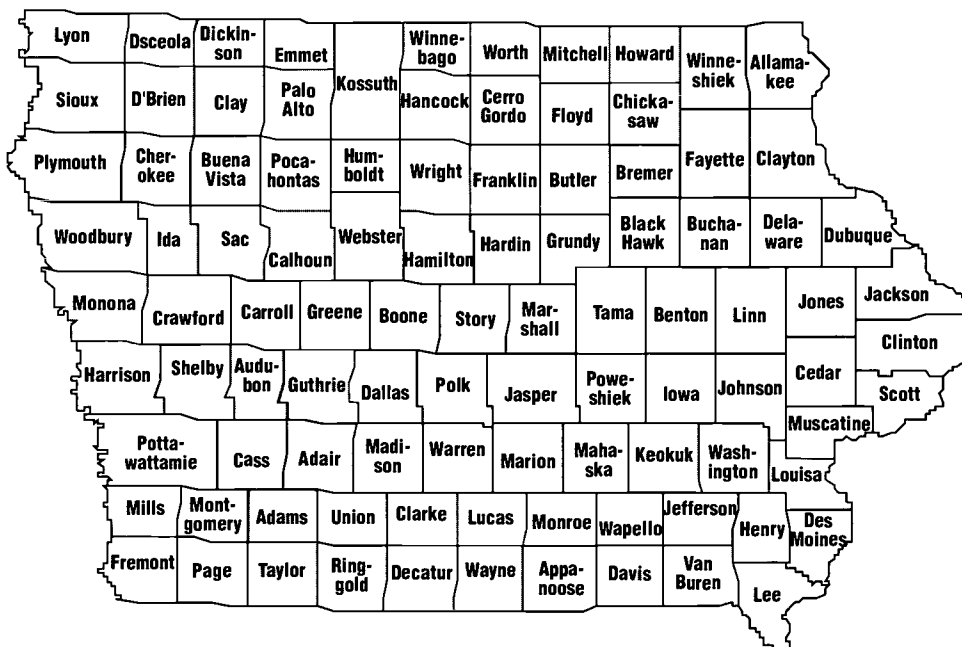 Lyon
Dsceola
Dickin-
son
Emmet
Kossuth
Winne-
bago
Worth
Mitchell
Howard
Winne-
shiek
Allama-
kee
Sioux
D'Brien
Clay
Palo
Alto
Hancock
Cerro
Gordo
Floyd
Chicka-
saw
Plymouth
Cher-
okee
Buena
Vista
Poca-
hontas
Hum-
boldt
Wright
Franklin
Butler
Bremer
Fayette
Clayton
Woodbury
Ida
Sac
Calhoun
Webster
Hamilton
Hardin
Grundy
Black
Hawk
Bucha-
nan
Dela-
ware
Dubuque
Monona
Crawford
Carroll
Greene
Boone
Story
Mar-
shall
Tama
Benton
Linn
Jones
Jackson
Clinton
Harrison
Shelby
Audu-
bon
Guthrie
Dallas
Polk
Jasper
Powe-
shiek
Iowa
Johnson
Cedar
Scott
Muscatine
Potta-
wattamie
Cass
Adair
Madi-
son
Warren
Marion
Maha-
ska
Keokuk
Wash-
ington
Louisa
Mills
Mont-
gomery
Adams
Union
Clarke
Lucas
Monroe
Wapello
Jefferson
Henry
Des
Moines
Fremont
Page
Taylor
Ring-
gold
Decatur
Wayne
Appa-
noose
Davis
Van
Buren
Lee